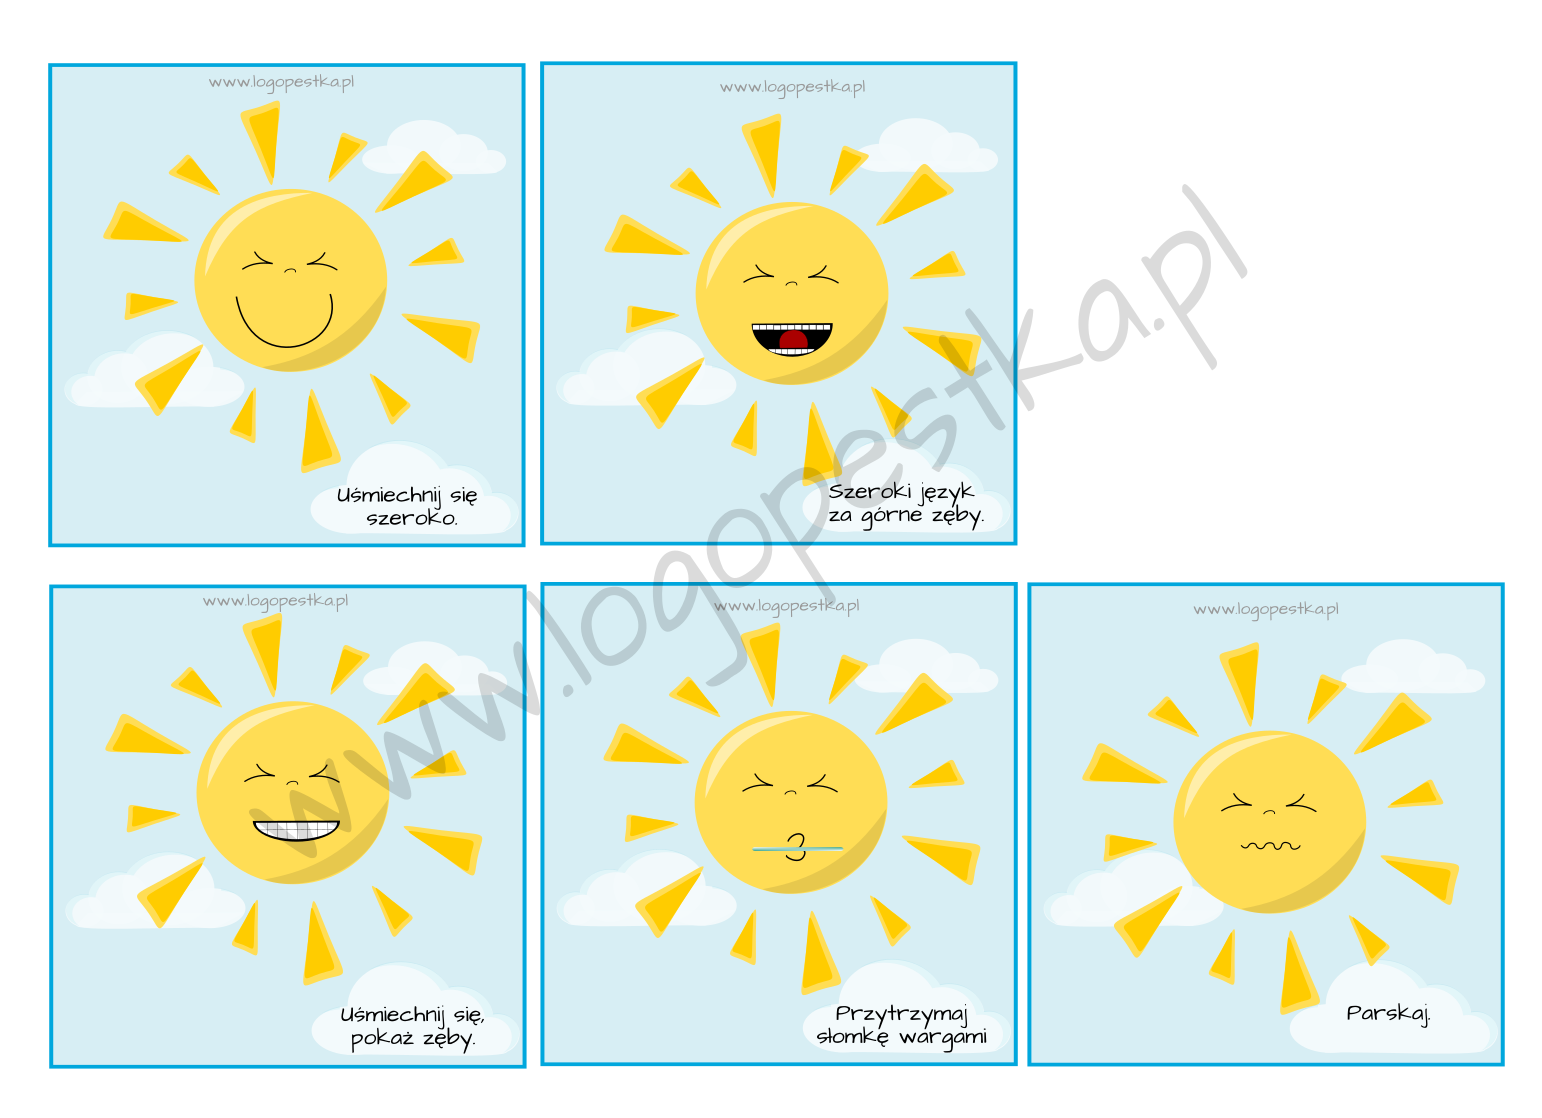 www.logopestka.pl
Uśmiechnij się
szeroko.
www.logopestka.pl
Szeroki język
za górne zęby.
www.logopestka.pl
Uśmiechnij się,
pokaż zęby.
www.logopestka.pl
Przytrzymaj
słomkę wargami
www.logopestka.pl
Parskaj.
www.logopestka.pl